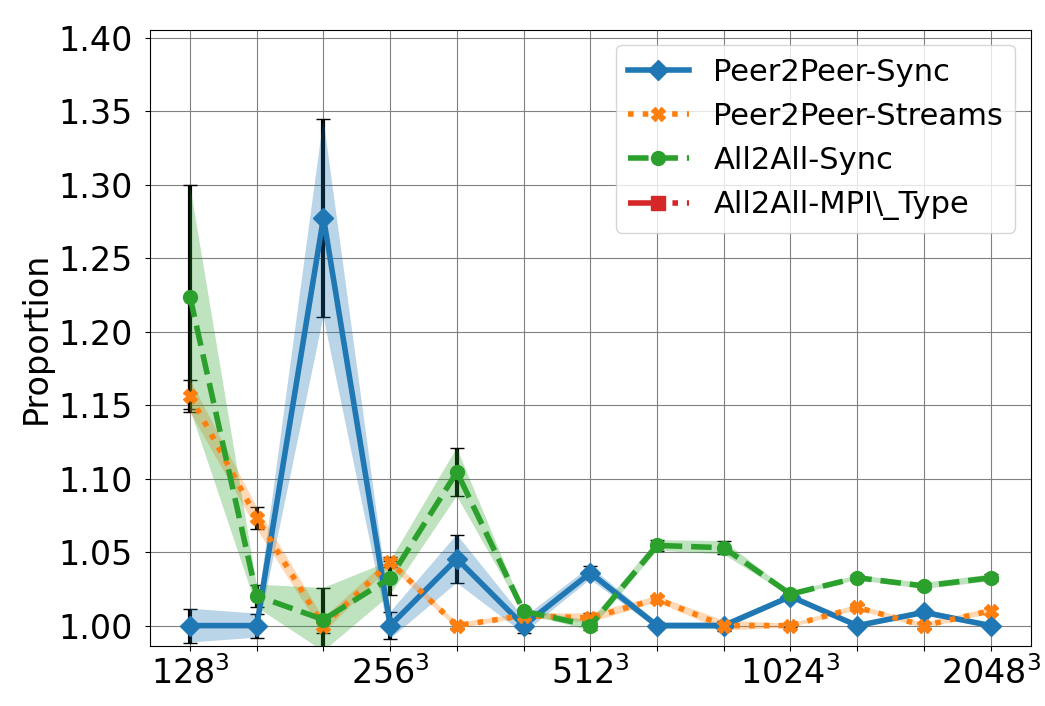 1.40
1.35
1.30
1.25
1.20
1.15
1.10
1.05
1.00
Proportion
Peer2Peer-Sync
Peer2Peer-Streams
All2All-Sync
All2All-MPI\_Type
128³ 256³ 512³ 1024³ 2048³